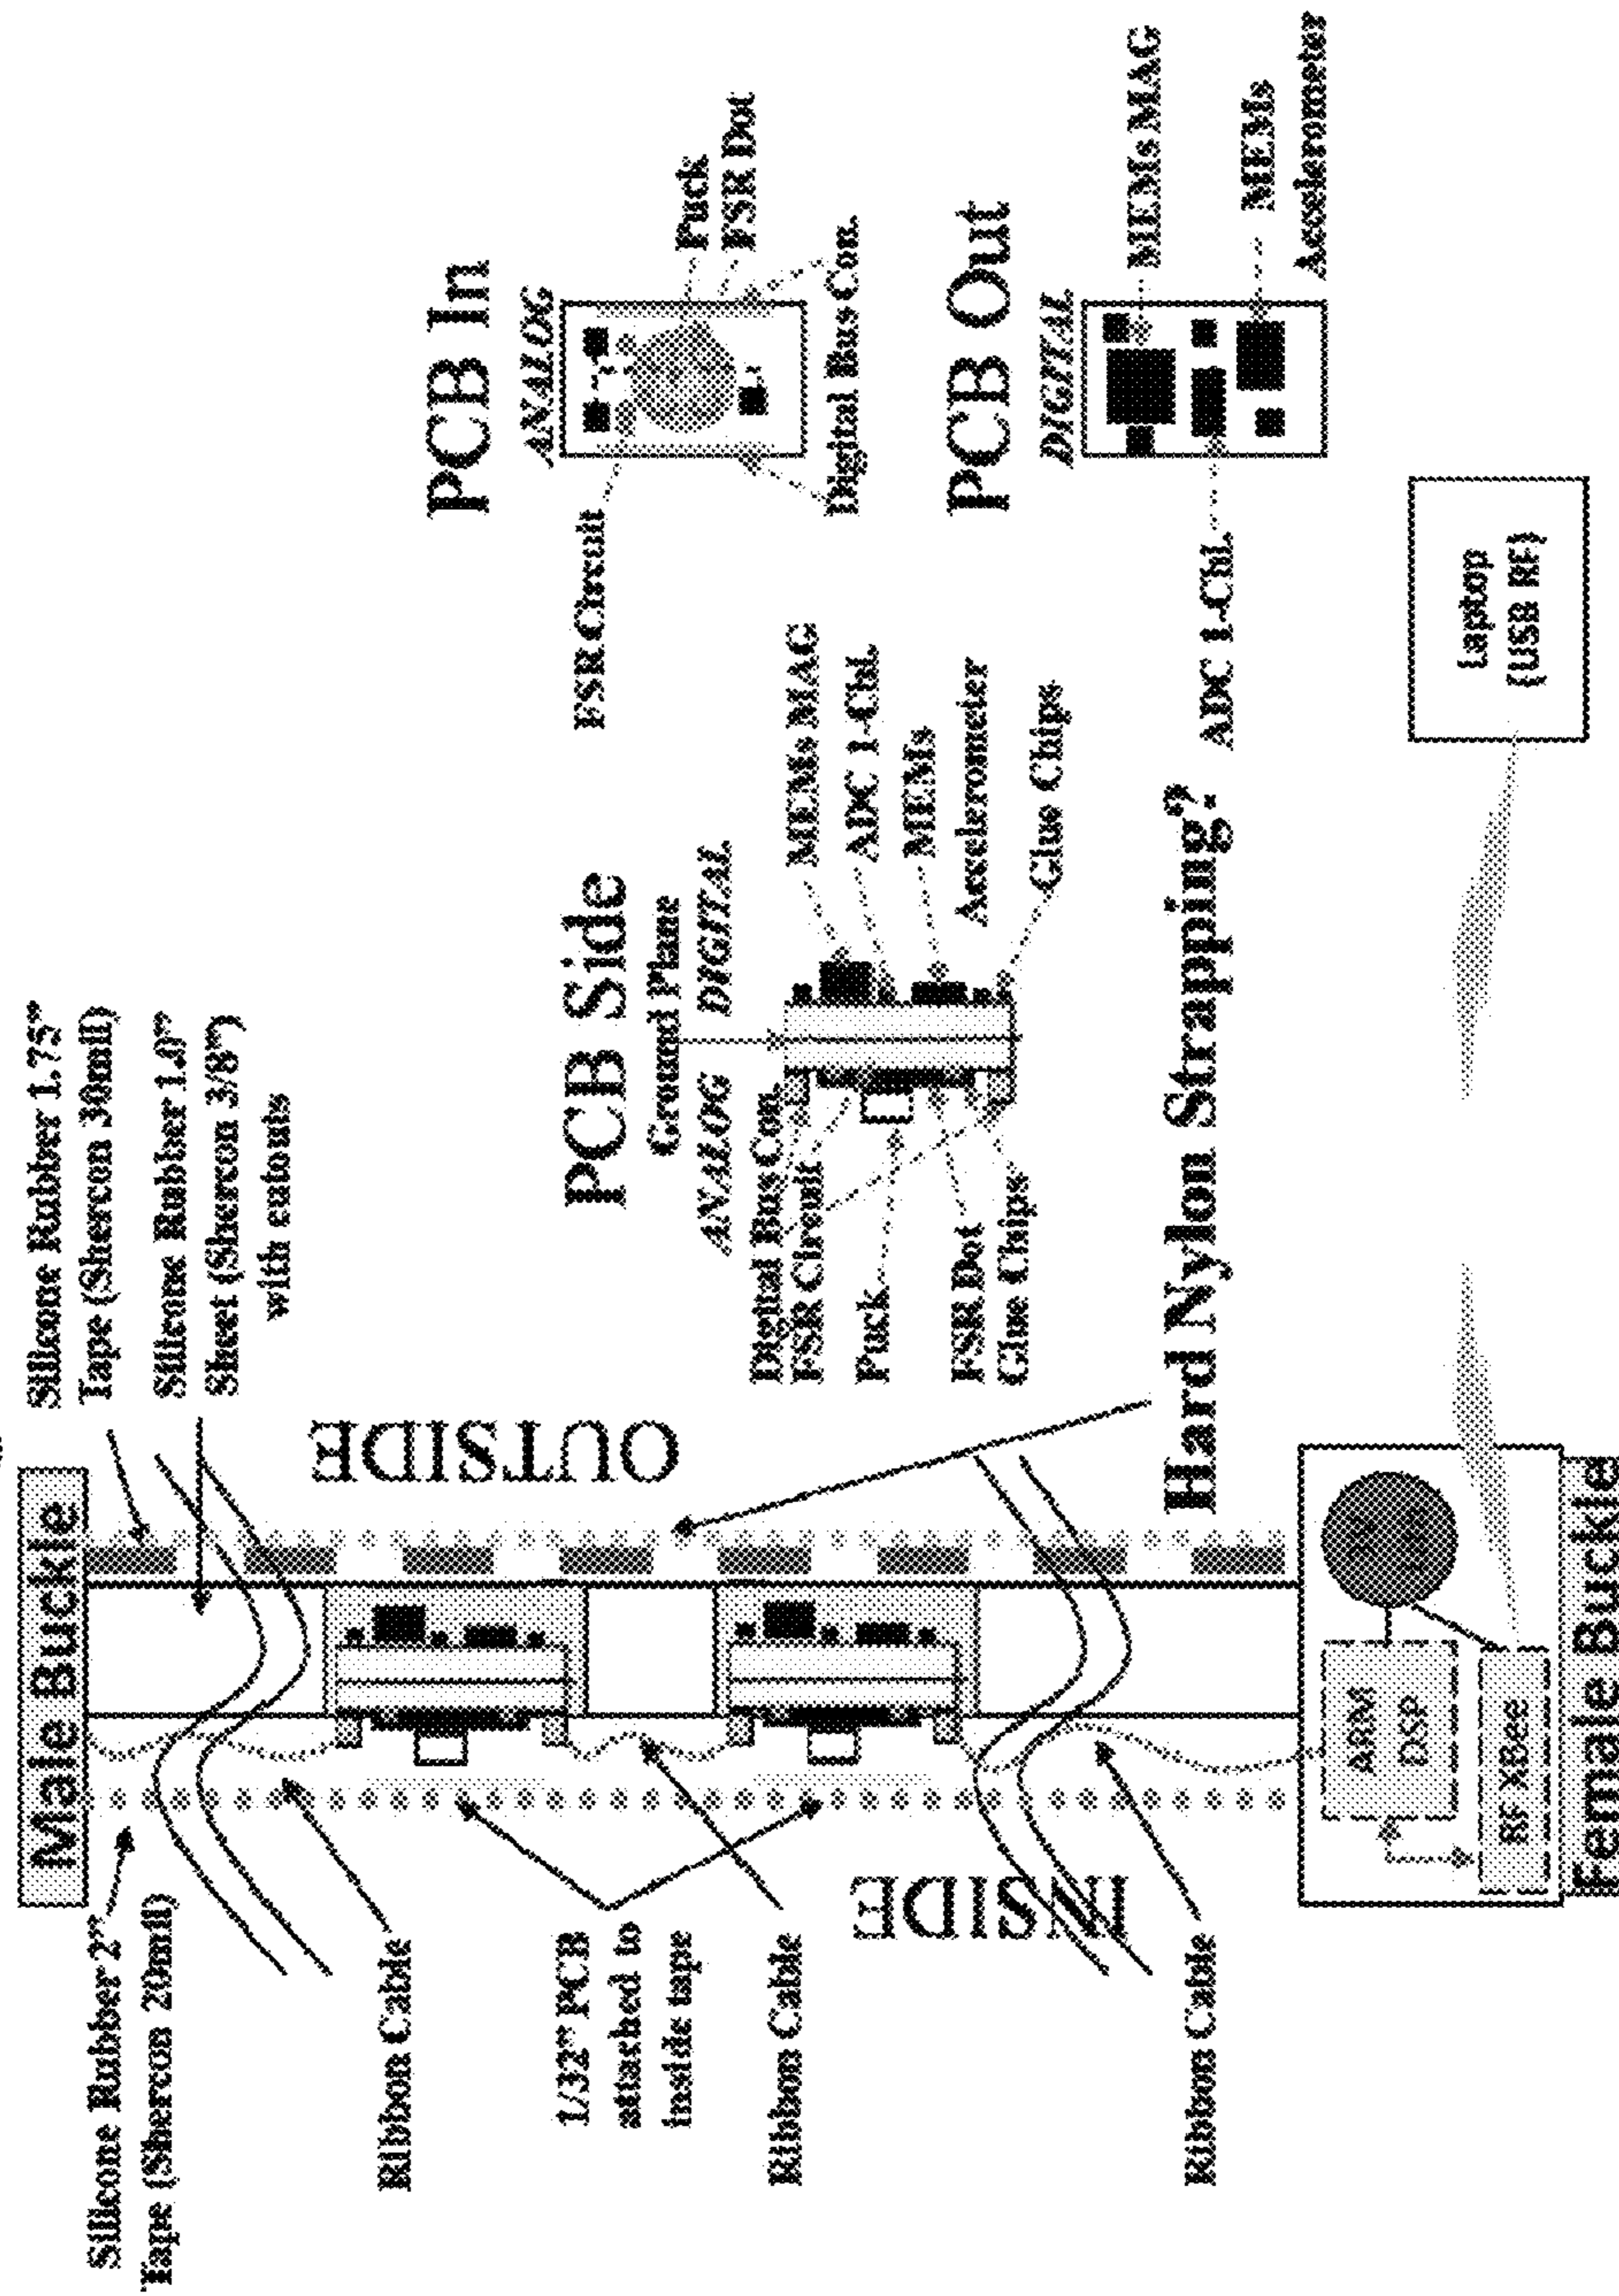 Silicone Rubber 1.75"
Tape (Shercon 30mil)
Silicone Rubber 1.0"
Sheet (Shercon 3/8")
with cutouts
Male Buckle
Silicone Rubber 2"
Tape (Shercon 20mil)
OUTSIDE
Ribbon Cable
1/32" PCB
attached to
inside tape
Ribbon Cable
INSIDE
Ribbon Cable
Hard Nylon Strapping?
ARM
DSP
RF XBee
Female Buckle
PCB Side
Ground Plane
ANALOG
DIGITAL
Digital Bus Con.
FSR Circuit
Puck
FSR Dot
Glue Chips
MEMs MAG
ADC 1-Chl.
MEMs
Accelerometer
Glue Chips
PCB In
ANALOG
FSR Circuit
Puck
FSR Dot
Digital Bus Con.
PCB Out
DIGITAL
MEMs MAG
MEMs
Accelerometer
ADC 1-Chl.
Laptop
(USB RF)